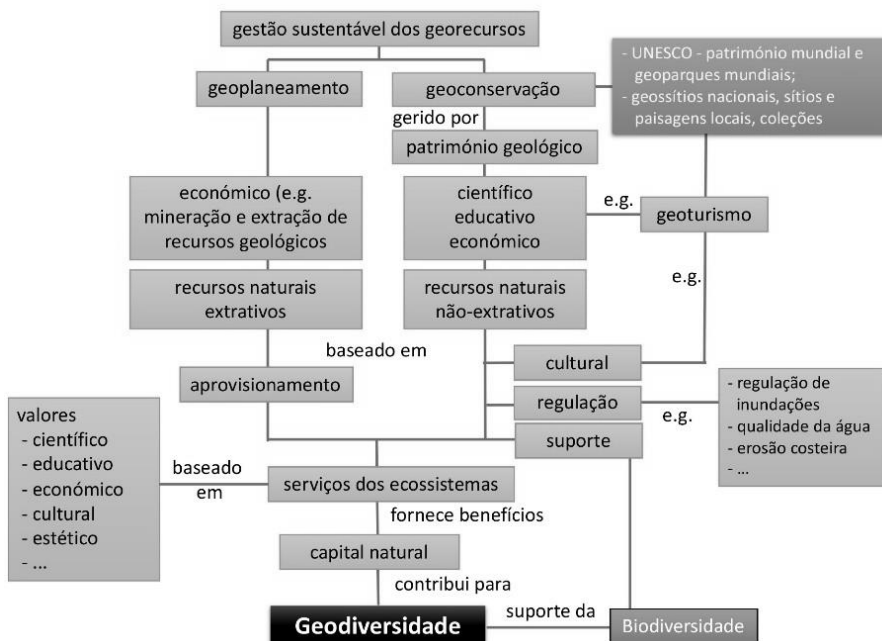 gestão sustentável dos georecursos
geoplaneamento
geoconservação
- UNESCO - património mundial e
geoparques mundiais;
- geossítios nacionais, sítios e
paisagens locais, coleções
gerido por
património geológico
económico (e.g.
mineração e extração de
recursos geológicos
científico
educativo
económico
e.g.
geoturismo
e.g.
recursos naturais
extrativos
recursos naturais
não-extrativos
baseado em
aprovisionamento
cultural
regulação
e.g.
suporte
- regulação de
inundações
- qualidade da água
- erosão costeira
- ...
valores
- científico
- educativo
- económico
- cultural
- estético
- ...
baseado
em
serviços dos ecossistemas
fornece benefícios
capital natural
contribui para
Geodiversidade
suporte da
Biodiversidade